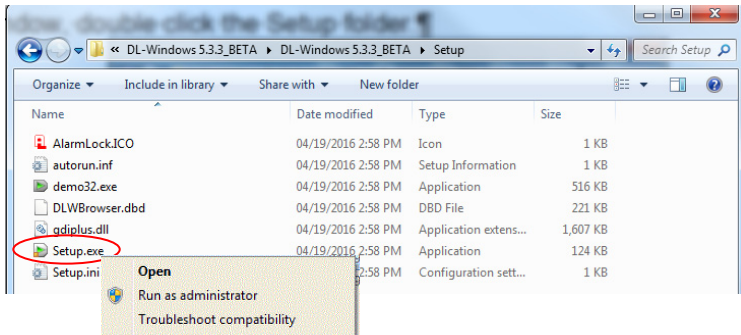 double click the Setup folder ¶
« DL-Windows 5.3.3_BETA ▸ DL-Windows 5.3.3_BETA ▸ Setup Search Setup
Organize ▾ Include in library ▾ Share with ▾ New folder
Name Date modified Type Size
AlarmLock.ICO 04/19/2016 2:58 PM Icon 1 KB
autorun.inf 04/19/2016 2:58 PM Setup Information 1 KB
demo32.exe 04/19/2016 2:58 PM Application 516 KB
DLWBrowser.dbd 04/19/2016 2:58 PM DBD File 221 KB
gdiplus.dll 04/19/2016 2:58 PM Application extens... 1,607 KB
Setup.exe 04/19/2016 2:58 PM Application 124 KB
Setup.ini 2:58 PM Configuration sett... 1 KB
Open
Run as administrator
Troubleshoot compatibility